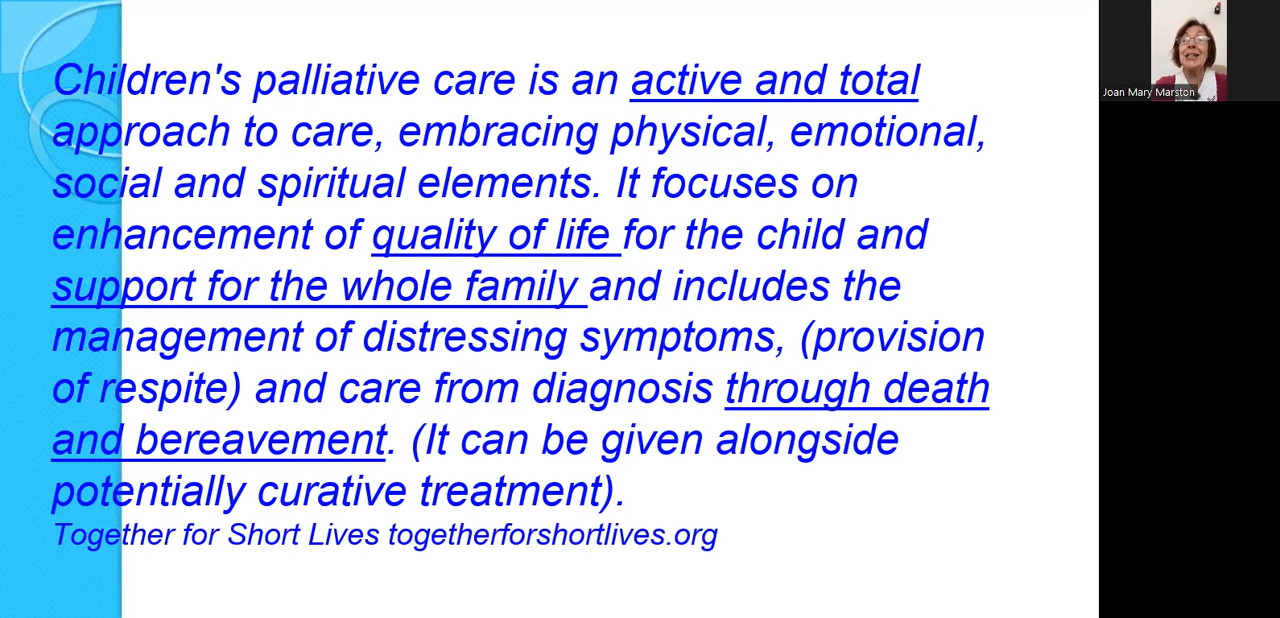 Children's palliative care is an active and total
approach to care, embracing physical, emotional,
social and spiritual elements. It focuses on
enhancement of quality of life for the child and
support for the whole family and includes the
management of distressing symptoms, (provision
of respite) and care from diagnosis through death
and bereavement. (It can be given alongside
potentially curative treatment).
Together for Short Lives togetherforshortlives.org
Joan Mary Marston